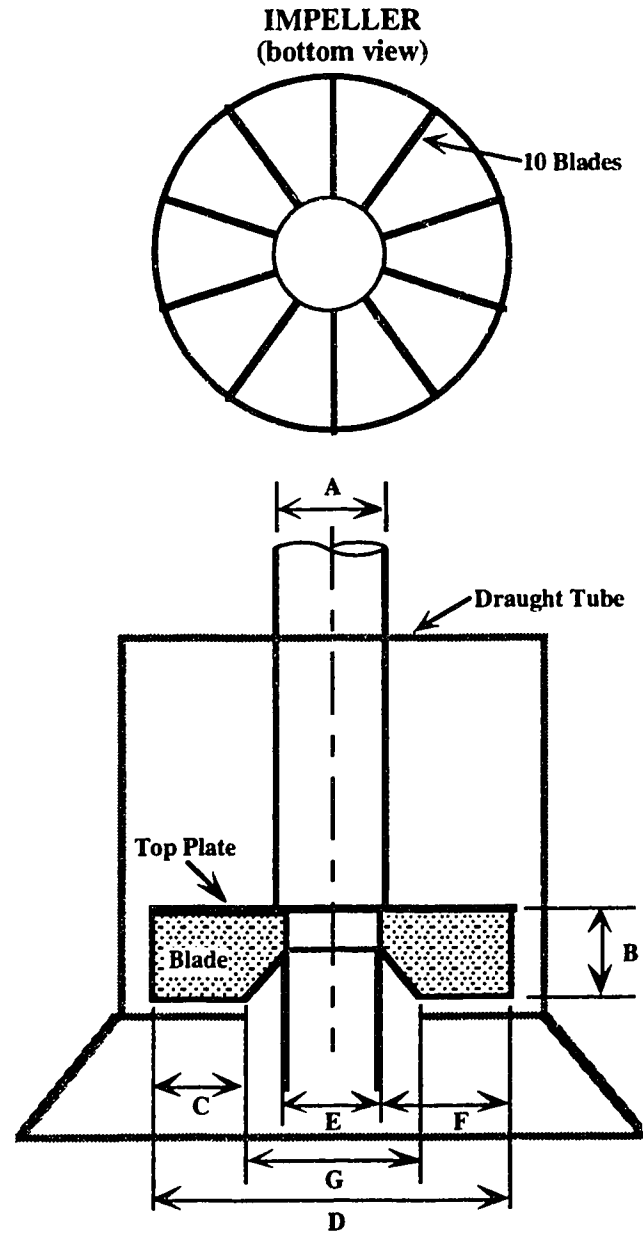 IMPELLER
(bottom view)
10 Blades
A
Draught Tube
Top Plate
Blade
B
C
E
F
G
D